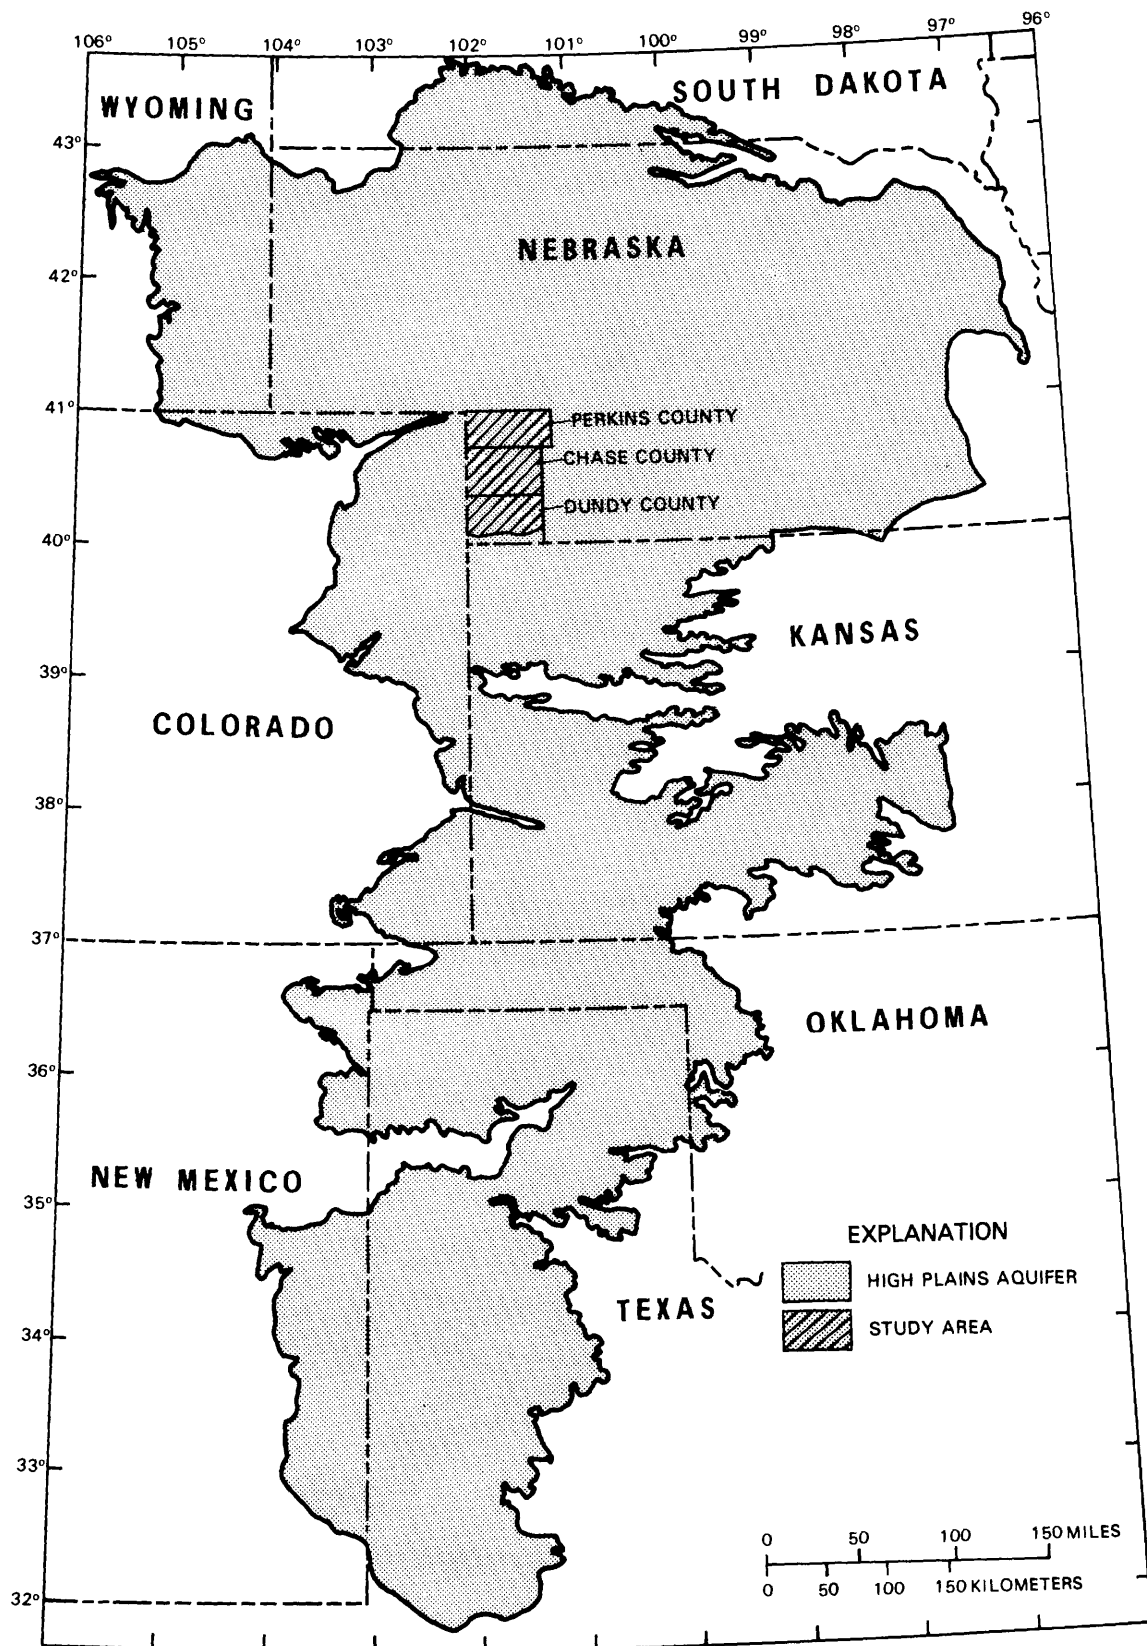 106° 105° 104° 103° 102° 101° 100° 99° 98° 97° 96°
WYOMING
SOUTH DAKOTA
43°
NEBRASKA
42°
41°
PERKINS COUNTY
CHASE COUNTY
DUNDY COUNTY
40°
KANSAS
39°
COLORADO
38°
37°
OKLAHOMA
36°
NEW MEXICO
35°
EXPLANATION
HIGH PLAINS AQUIFER
TEXAS
STUDY AREA
34°
33°
0 50 100 150 MILES
0 50 100 150 KILOMETERS
32°